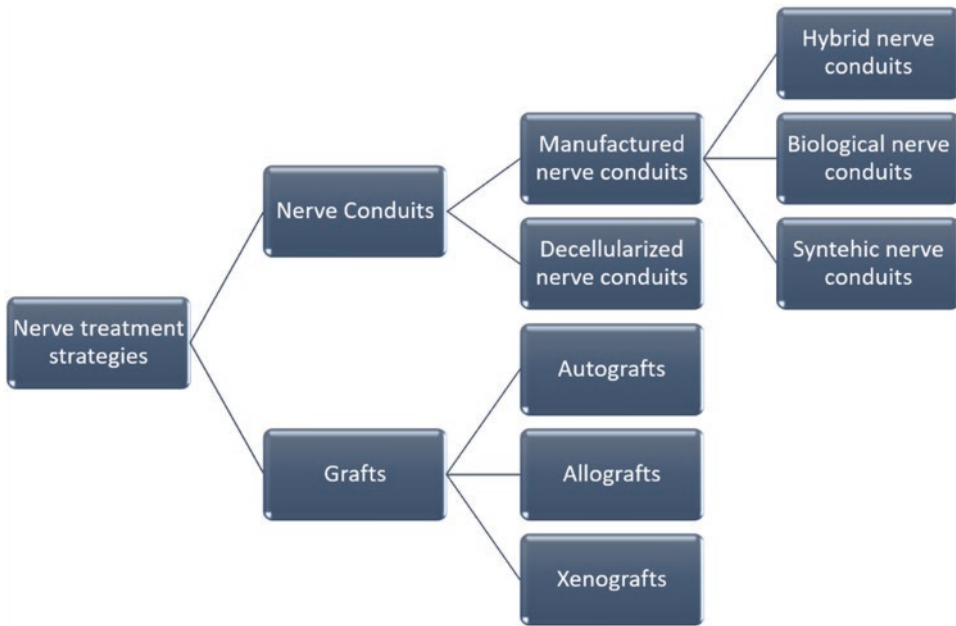 Hybrid nerve
conduits
Manufactured
nerve conduits
Biological nerve
conduits
Nerve Conduits
Decellularized
nerve conduits
Syntehic nerve
conduits
Nerve treatment
strategies
Autografts
Grafts
Allografts
Xenografts